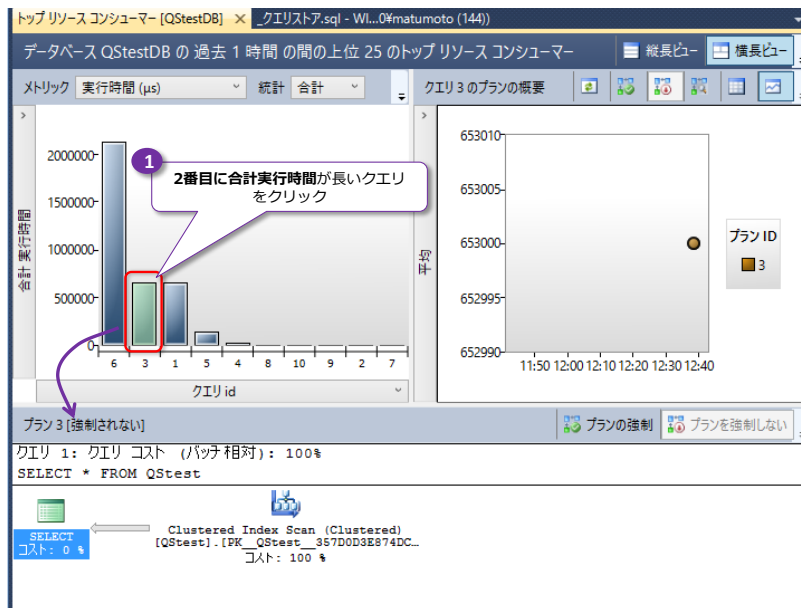 トップ リソース コンシューマー [QStestDB]
_クエリストア.sql - WI...0¥matumoto (144))
データベース QStestDB の 過去 1 時間 の間の上位 25 のトップ リソース コンシューマー
縦長ビュー
横長ビュー
メトリック 実行時間 (μs)
統計 合計
クエリ 3 のプランの概要
合計 実行時間
2000000
1500000
1000000
500000
0
1
2番目に合計実行時間が長いクエリ
をクリック
6 3 1 5 4 8 10 9 2 7
クエリ id
平均
653010
653005
653000
652995
652990
11:50 12:00 12:10 12:20 12:30 12:40
プラン ID
3
プラン 3 [強制されない]
プランの強制
プランを強制しない
クエリ 1: クエリ コスト (バッチ相対): 100%
SELECT * FROM QStest
SELECT
コスト: 0 %
Clustered Index Scan (Clustered)
[QStest].[PK__QStest__357D0D3E874DC…
コスト: 100 %